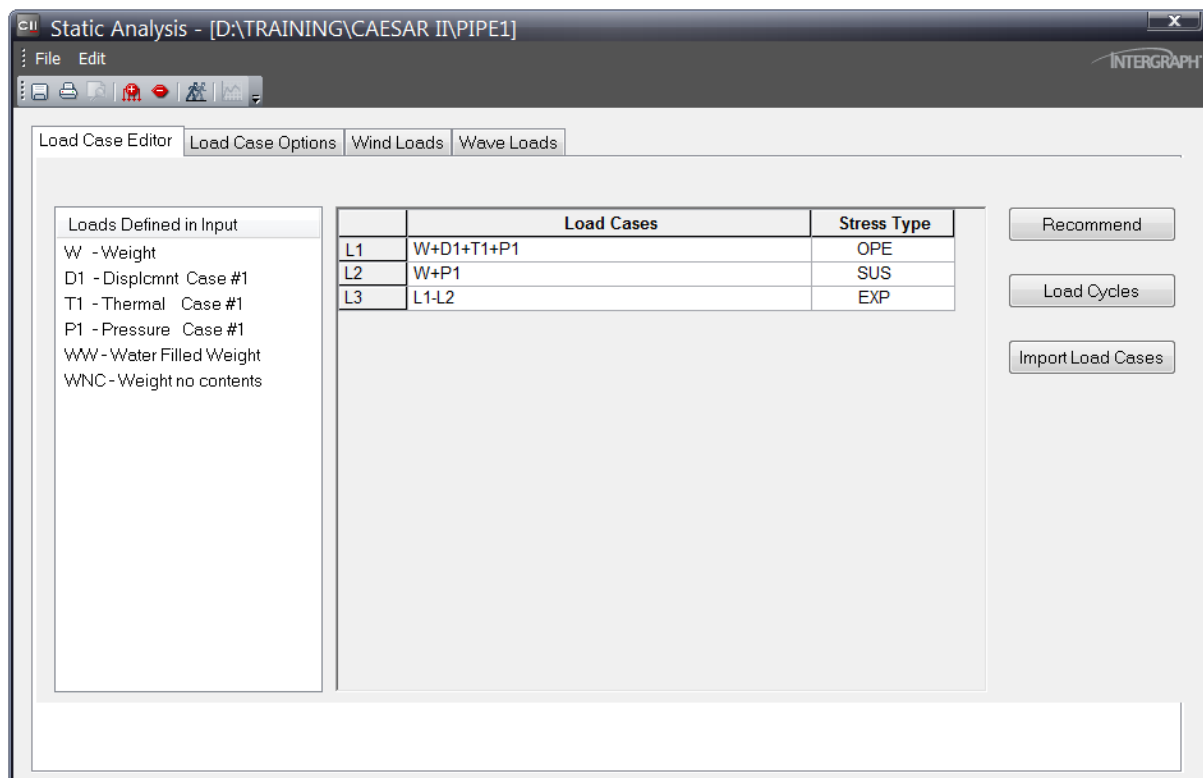 CII Static Analysis - [D:\TRAINING\CAESAR II\PIPE1] x
File Edit
INTERGRAPH
Load Case Editor Load Case Options Wind Loads Wave Loads
Loads Defined in Input
W - Weight
D1 - Displcmnt Case #1
T1 - Thermal Case #1
P1 - Pressure Case #1
WW - Water Filled Weight
WNC - Weight no contents
Load Cases Stress Type
L1 W+D1+T1+P1 OPE
L2 W+P1 SUS
L3 L1-L2 EXP
Recommend
Load Cycles
Import Load Cases